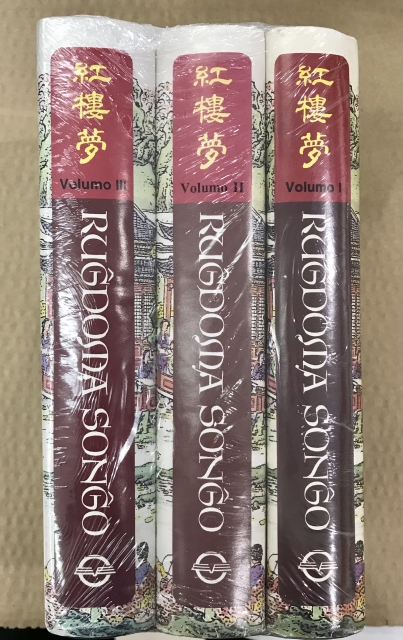 紅樓夢
Volumo III
RUĜDOMA SONĜO
紅樓夢
Volumo II
RUĜDOMA SONĜO
紅樓夢
Volumo I
RUĜDOMA SONĜO